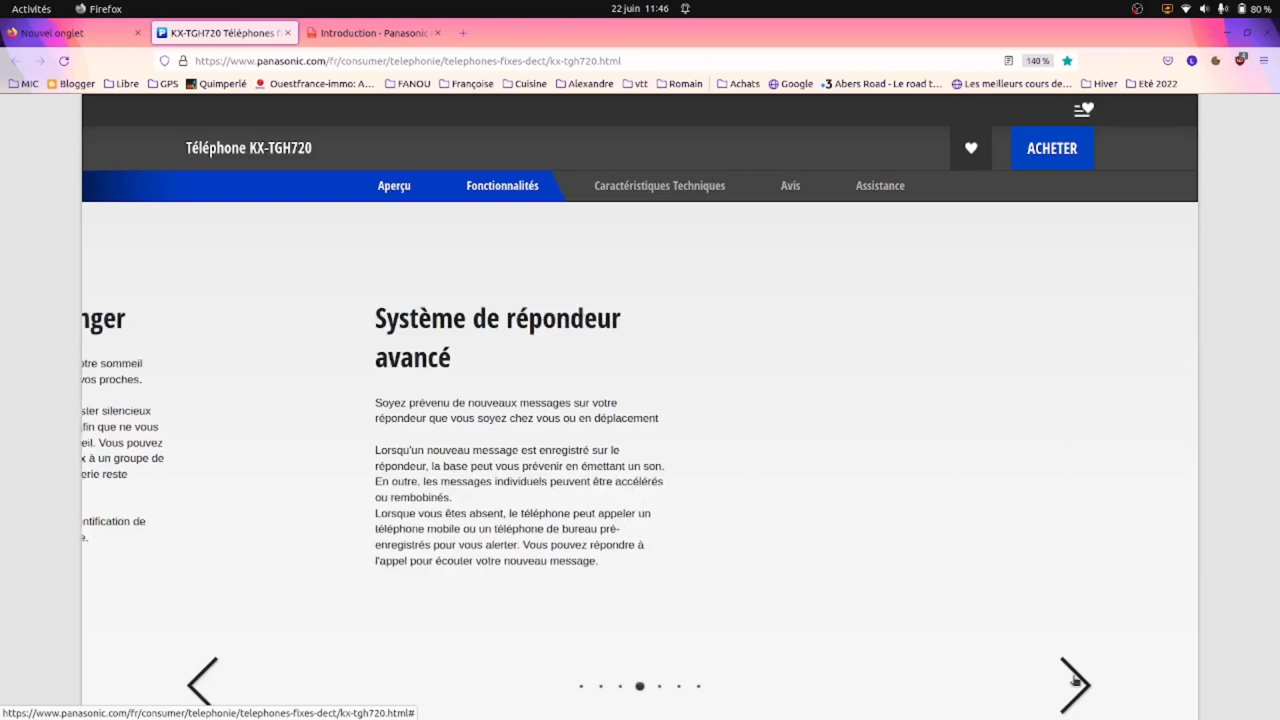 Activités
Firefox
22 juin 11:46
80 %
Nouvel onglet
KX-TGH720 Téléphones f
Introduction - Panasonic
https://www.panasonic.com/fr/consumer/telephonie/telephones-fixes-dect/kx-tgh720.html
140 %
MIC
Blogger
Libre
GPS
Quimperlé
Ouestfrance-immo: A...
FANOU
Françoise
Cuisine
Alexandre
vtt
Romain
Achats
Google
Abers Road - Le road t...
Les meilleurs cours de...
Hiver
Eté 2022
Téléphone KX-TGH720
ACHETER
Aperçu
Fonctionnalités
Caractéristiques Techniques
Avis
Assistance
nger
otre sommeil
vos proches.
ster silencieux
afin que ne vous
eil. Vous pouvez
x à un groupe de
erie reste
entification de
e.
Système de répondeur
avancé
Soyez prévenu de nouveaux messages sur votre
répondeur que vous soyez chez vous ou en déplacement
Lorsqu'un nouveau message est enregistré sur le
répondeur, la base peut vous prévenir en émettant un son.
En outre, les messages individuels peuvent être accélérés
ou rembobinés.
Lorsque vous êtes absent, le téléphone peut appeler un
téléphone mobile ou un téléphone de bureau pré-
enregistrés pour vous alerter. Vous pouvez répondre à
l'appel pour écouter votre nouveau message.
https://www.panasonic.com/fr/consumer/telephonie/telephones-fixes-dect/kx-tgh720.html#